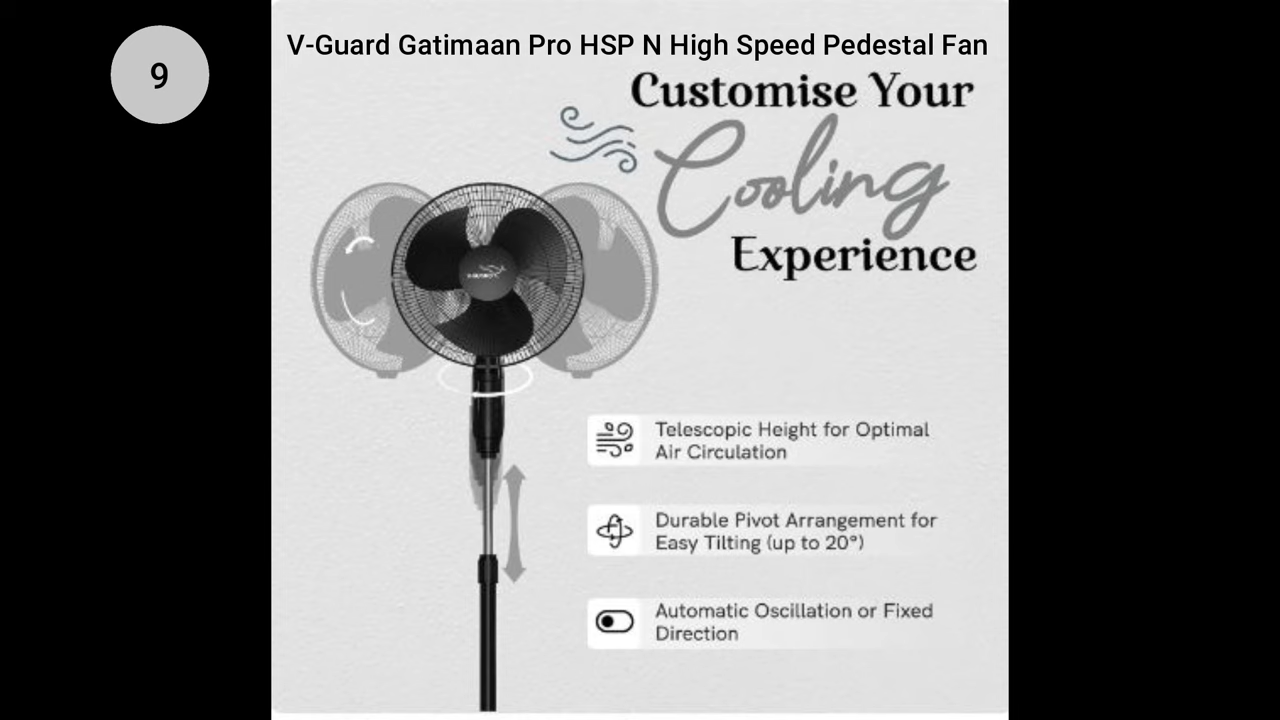 9
V-Guard Gatimaan Pro HSP N High Speed Pedestal Fan
Customise Your
Cooling
Experience
Telescopic Height for Optimal
Air Circulation
Durable Pivot Arrangement for
Easy Tilting (up to 20°)
Automatic Oscillation or Fixed
Direction